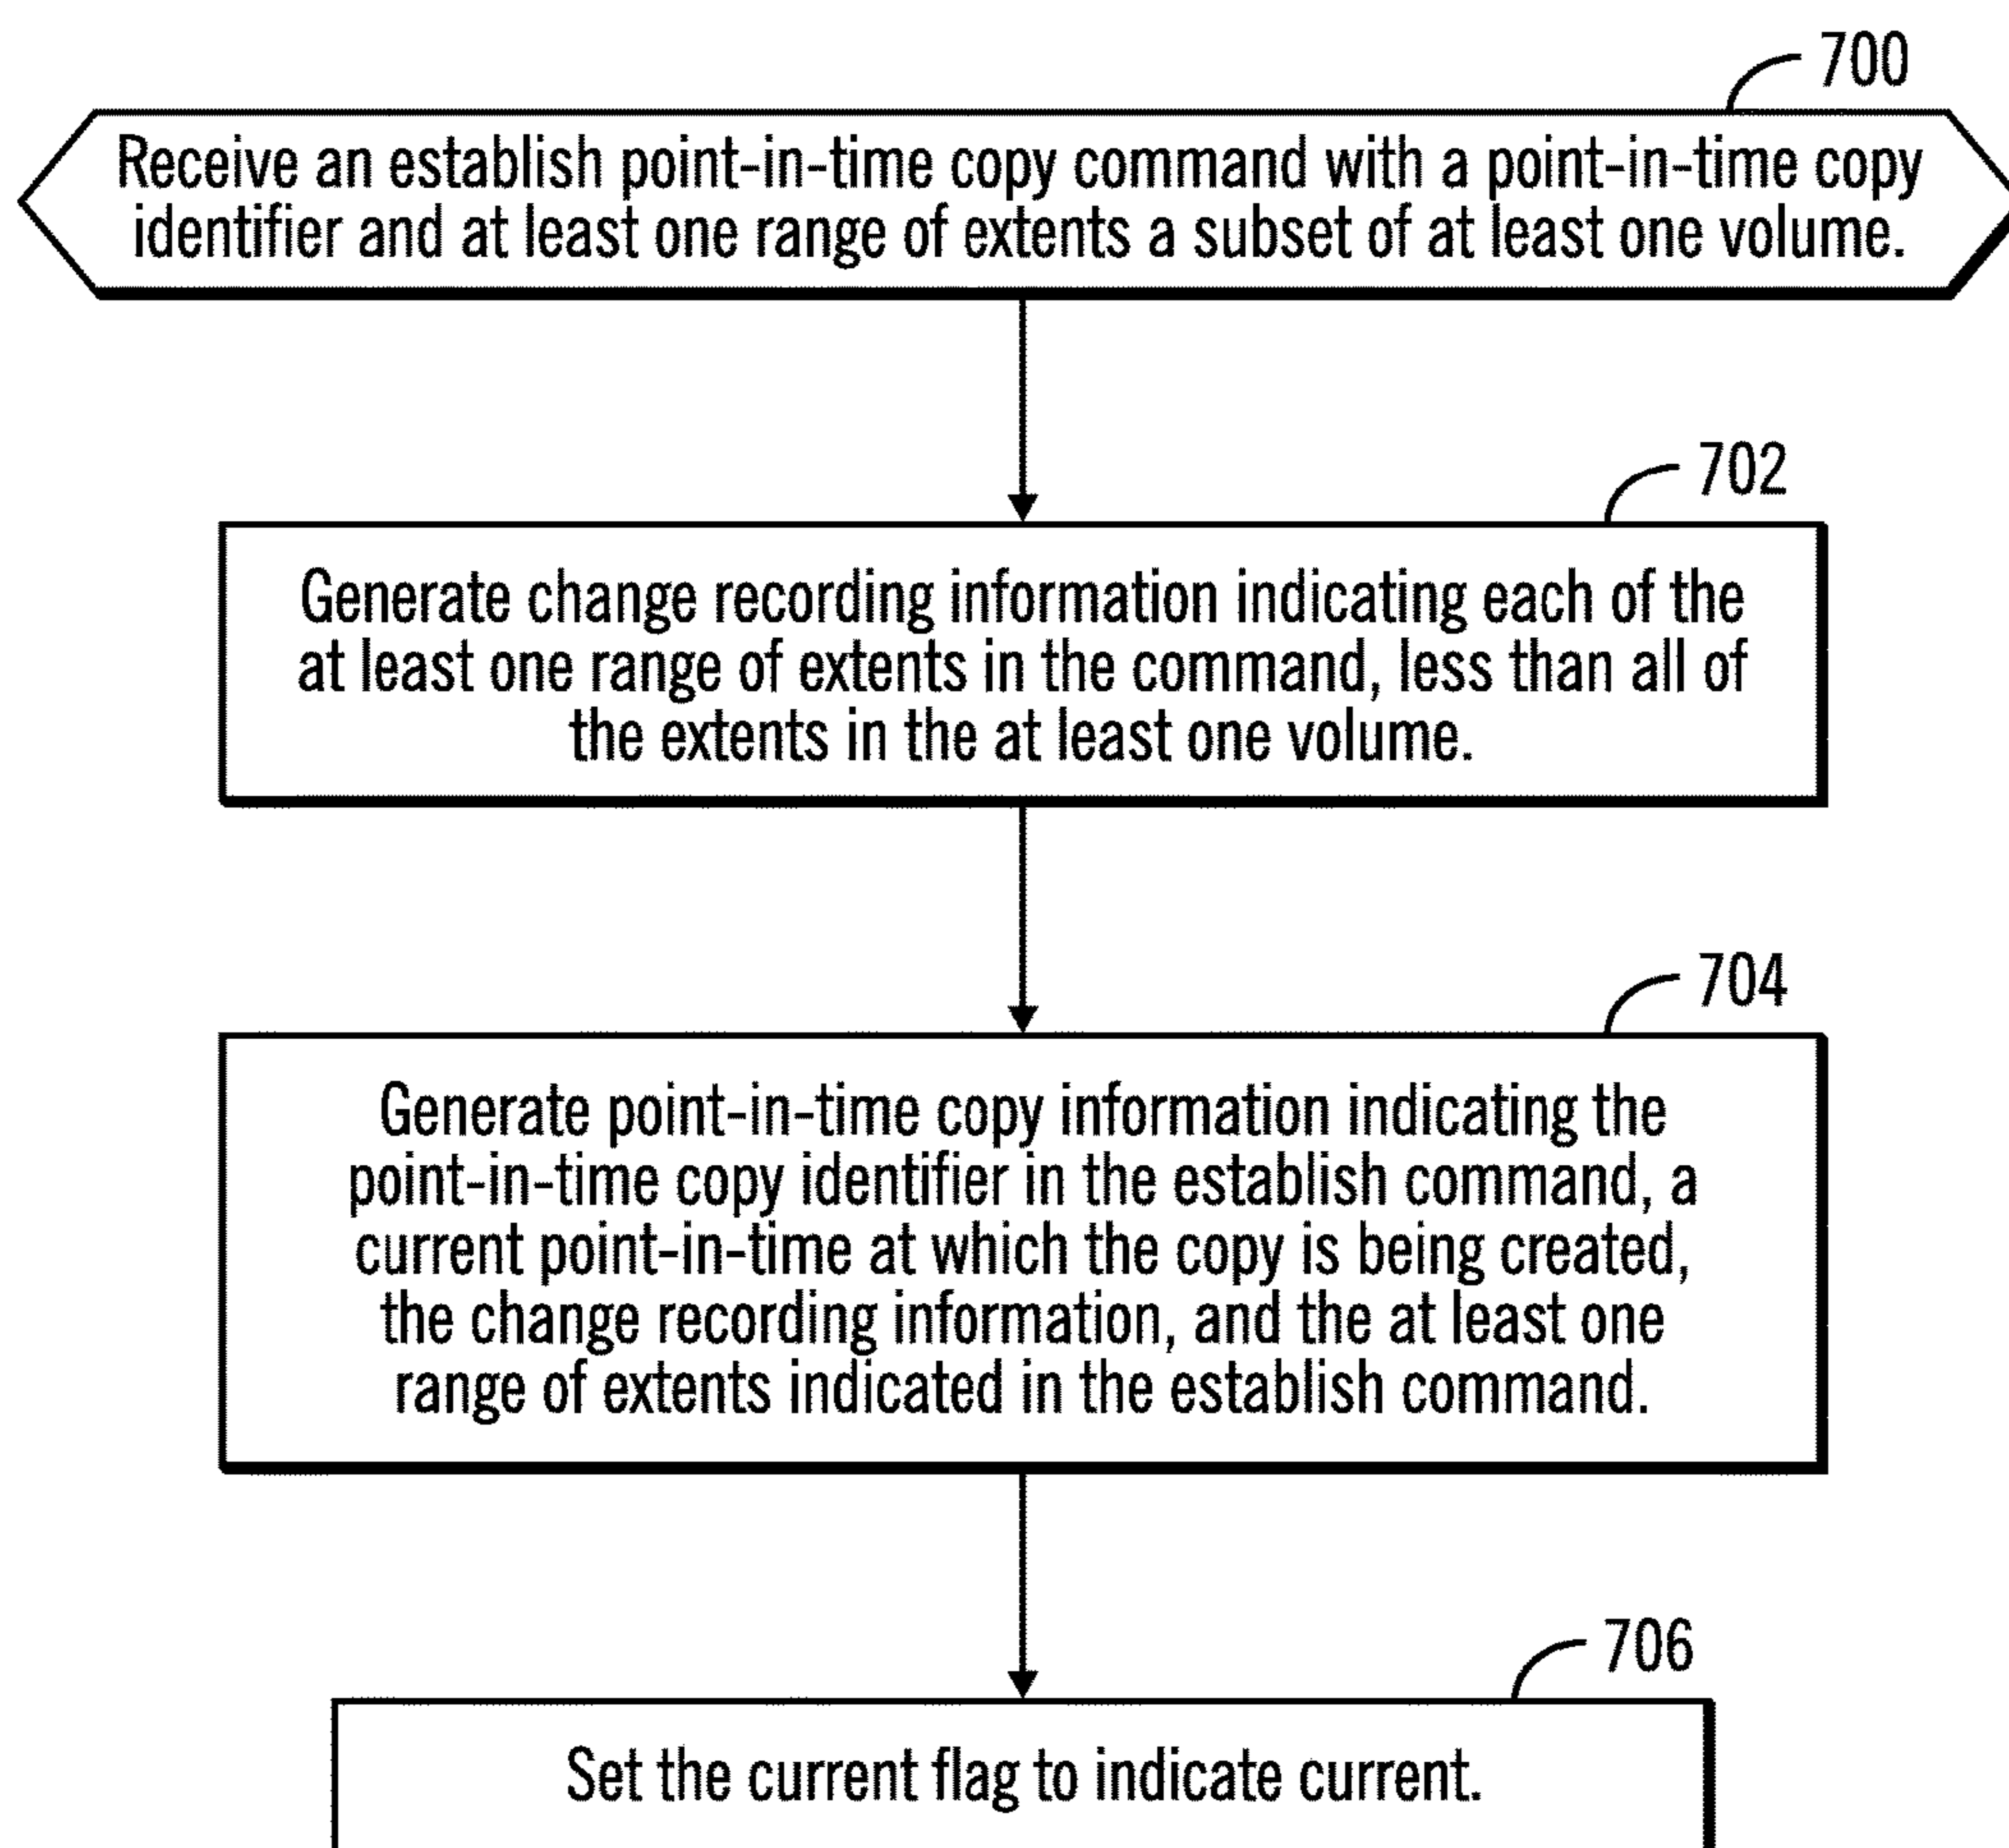 700
Receive an establish point-in-time copy command with a point-in-time copy
identifier and at least one range of extents a subset of at least one volume.
702
Generate change recording information indicating each of the
at least one range of extents in the command, less than all of
the extents in the at least one volume.
704
Generate point-in-time copy information indicating the
point-in-time copy identifier in the establish command, a
current point-in-time at which the copy is being created,
the change recording information, and the at least one
range of extents indicated in the establish command.
706
Set the current flag to indicate current.